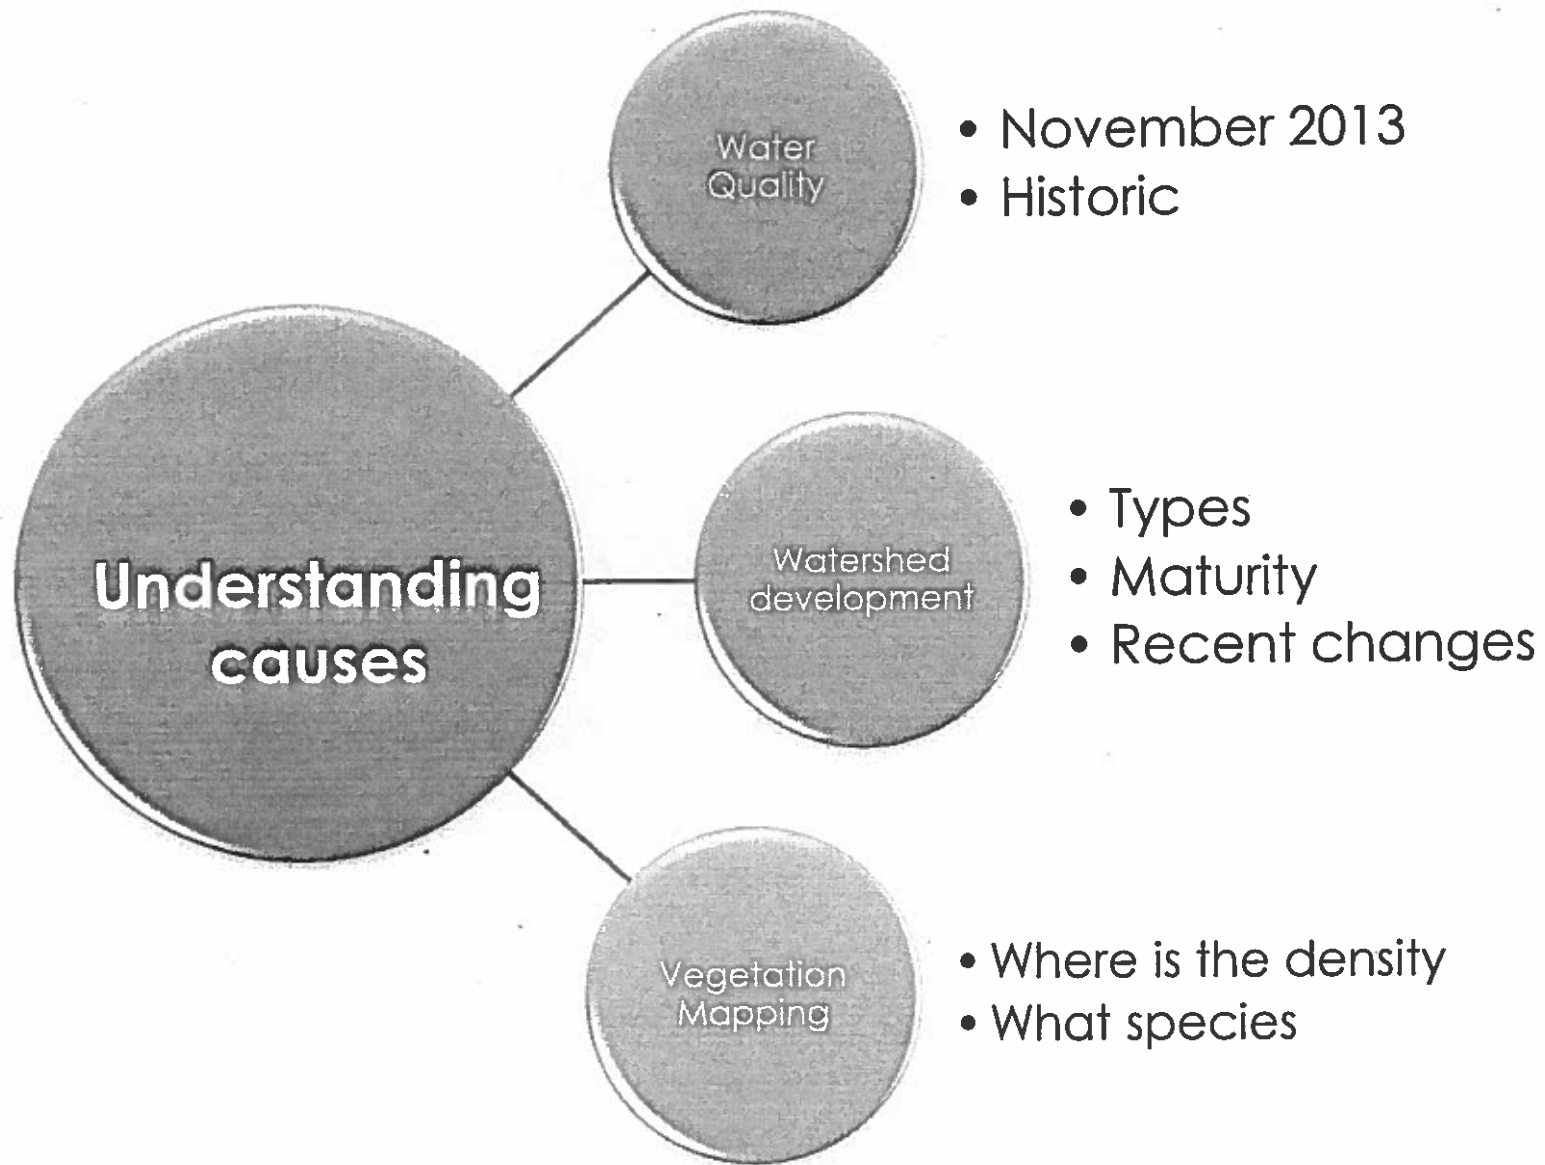 Water
Quality
• November 2013
• Historic
Understanding
causes
Watershed
development
• Types
• Maturity
• Recent changes
Vegetation
Mapping
• Where is the density
• What species